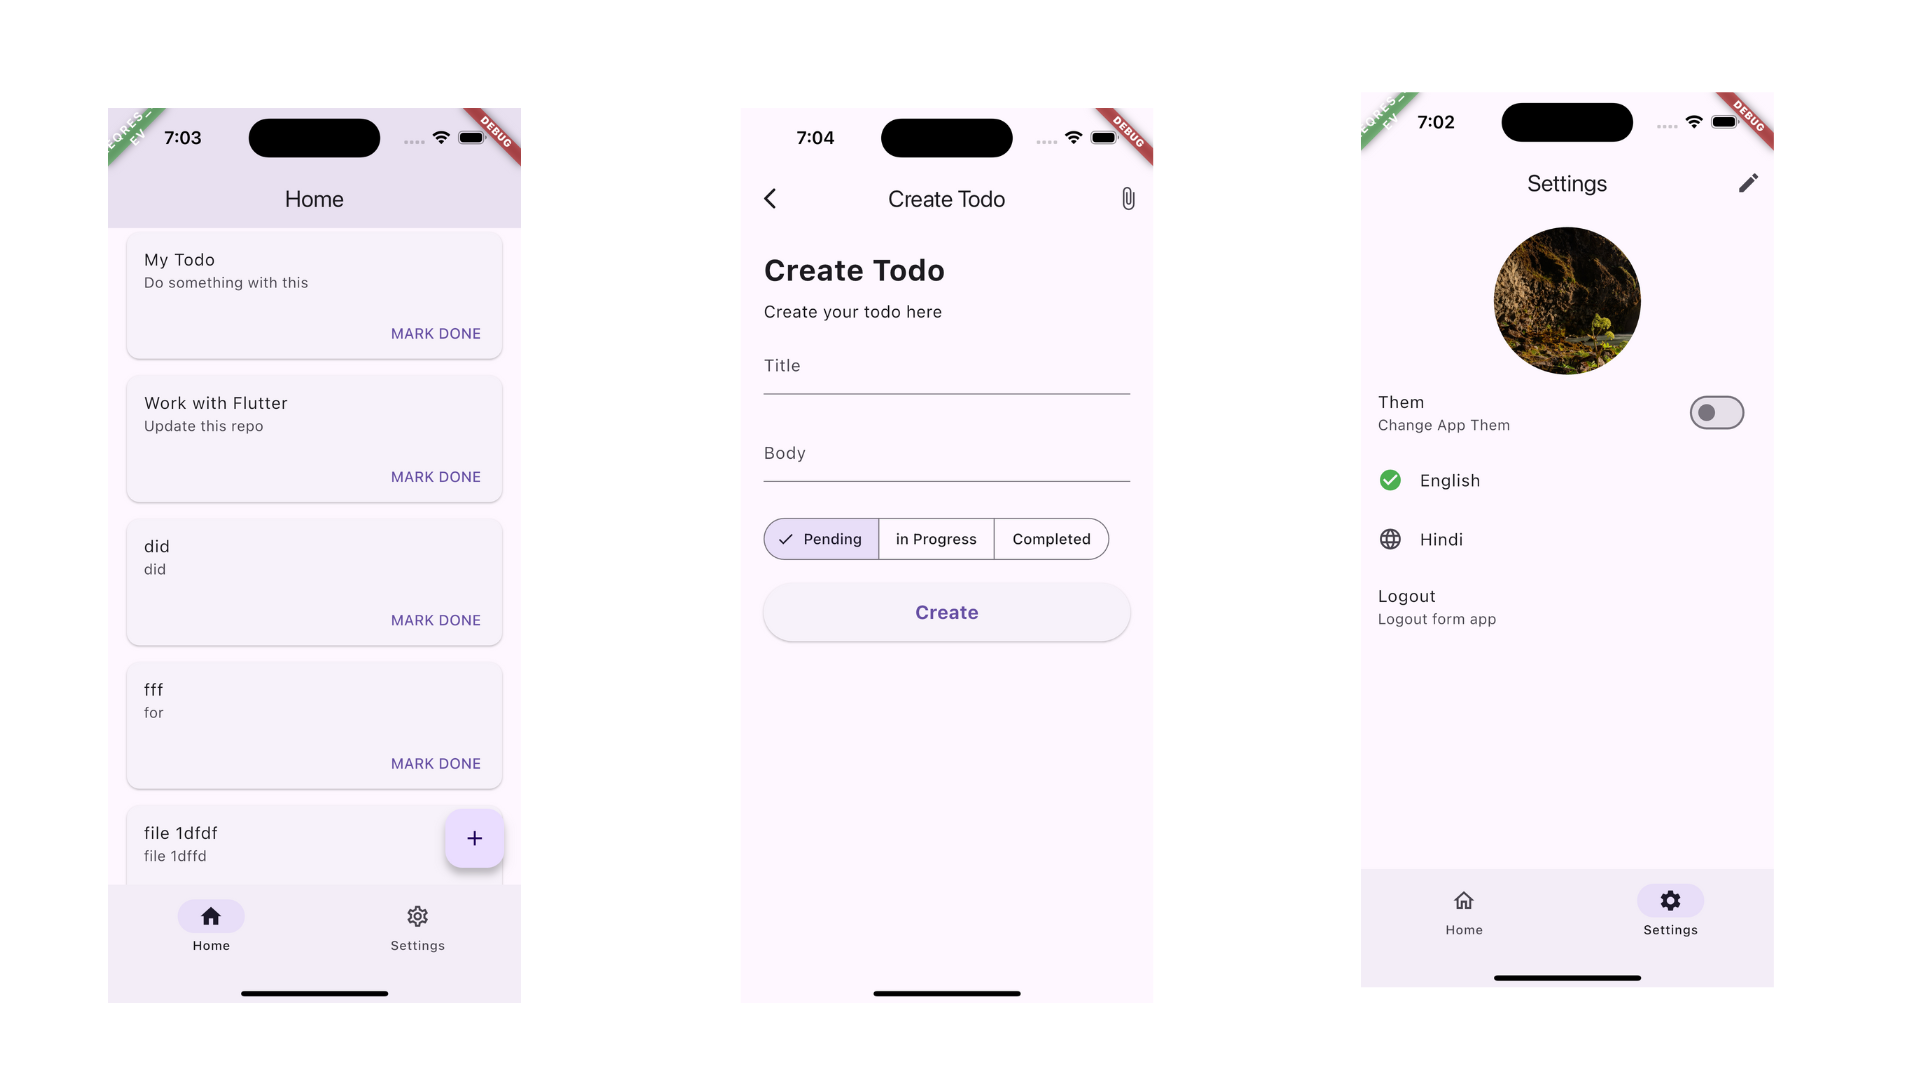 EQRES_
EV
7:03
DEBUG
Home
My Todo
Do something with this
MARK DONE
Work with Flutter
Update this repo
MARK DONE
did
did
MARK DONE
fff
for
MARK DONE
file 1dfdf
file 1dffd
Home
Settings
7:04
DEBUG
Create Todo
Create Todo
Create your todo here
Title
Body
Pending
in Progress
Completed
Create
EQRES_
EV
7:02
DEBUG
Settings
Them
Change App Them
English
Hindi
Logout
Logout form app
Home
Settings